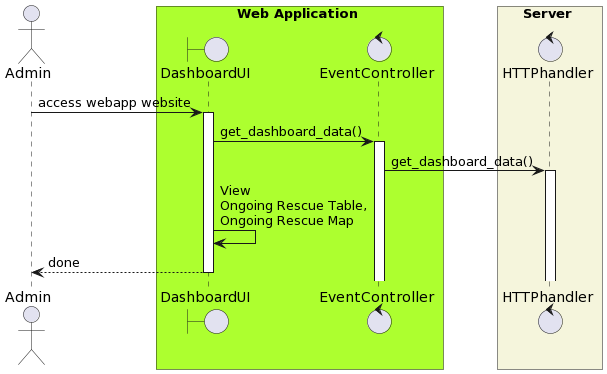 Web Application
Server
Admin
DashboardUI
EventController
HTTPhandler
access webapp website
get_dashboard_data()
get_dashboard_data()
View
Ongoing Rescue Table,
Ongoing Rescue Map
done
Admin
DashboardUI
EventController
HTTPhandler